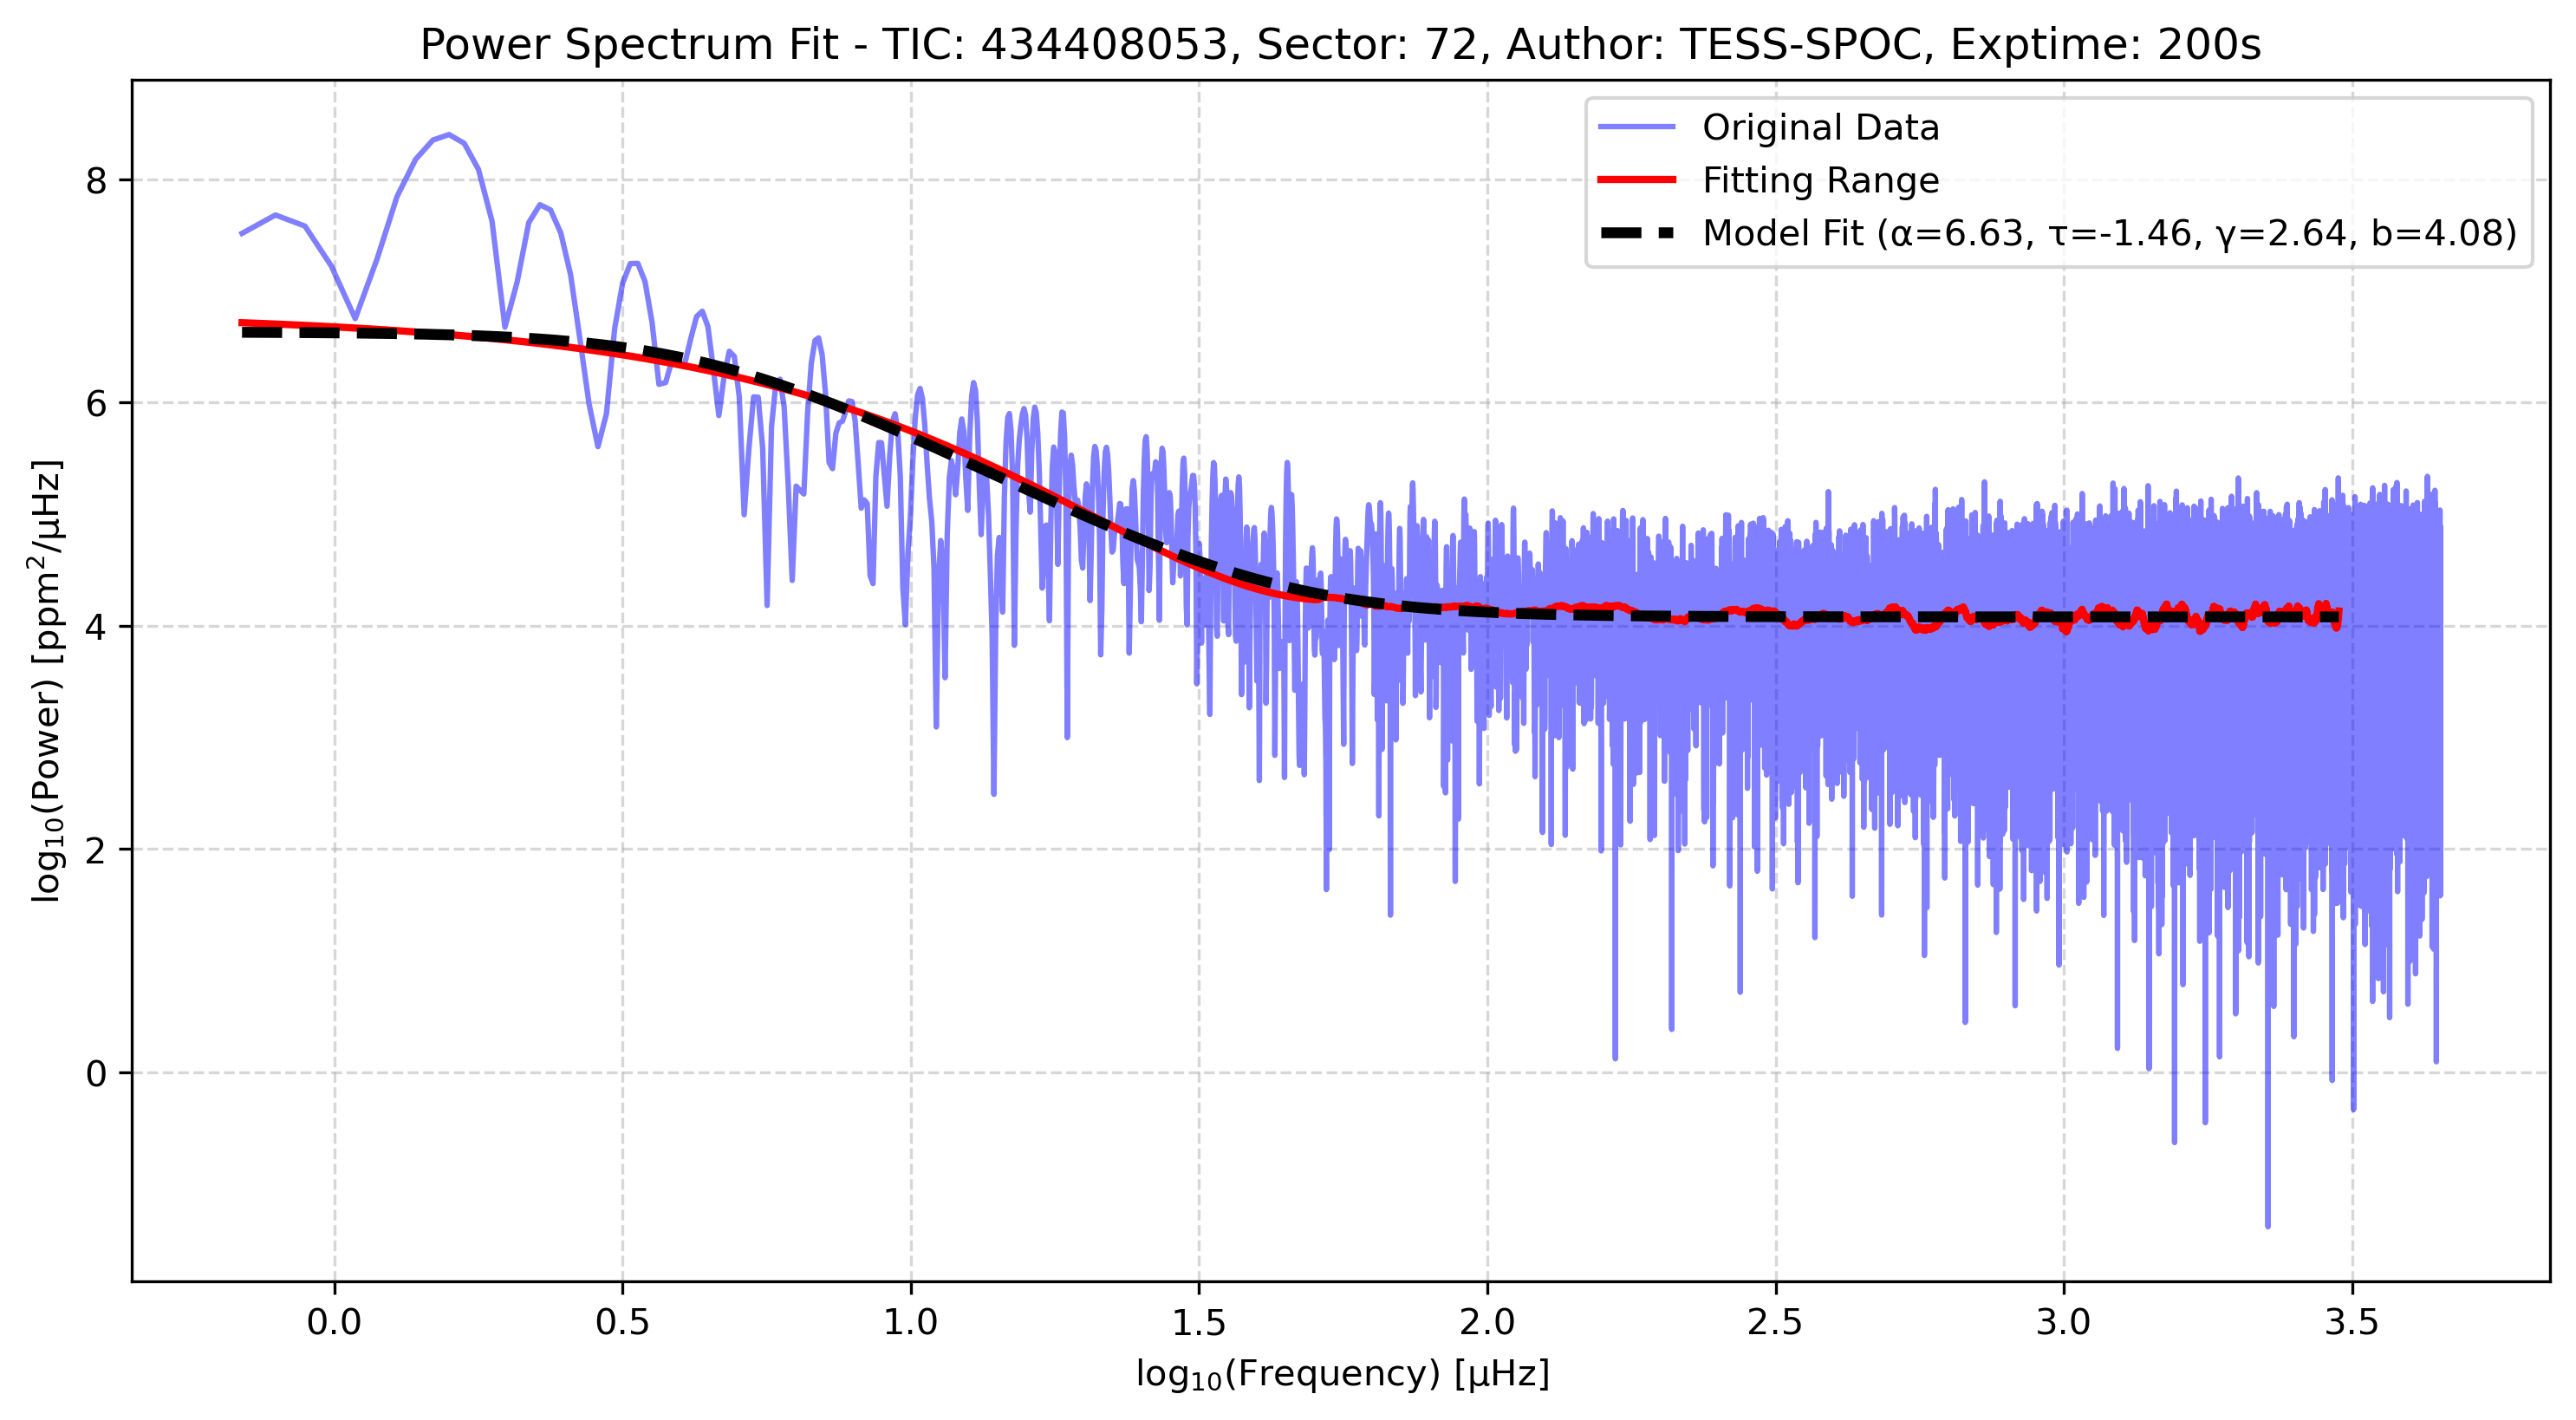 Power Spectrum Fit - TIC: 434408053, Sector: 72, Author: TESS-SPOC, Exptime: 200s
Original Data
Fitting Range
Model Fit (α=6.63, τ=-1.46, γ=2.64, b=4.08)
log₁₀(Power) [ppm²/μHz]
8
6
4
2
0
0.0 0.5 1.0 1.5 2.0 2.5 3.0 3.5
log₁₀(Frequency) [μHz]